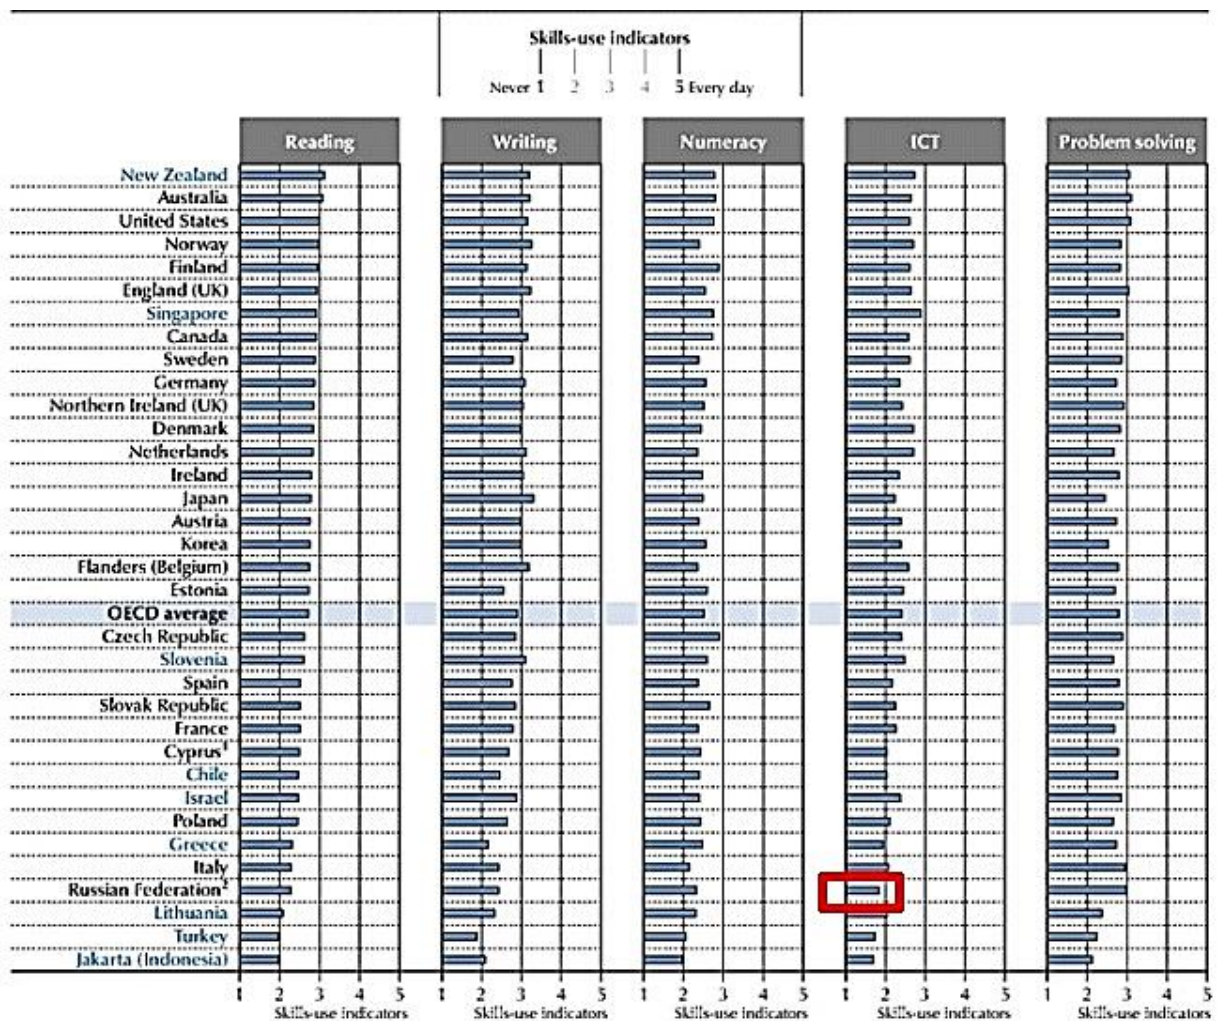 Skills-use indicators
Never 1 2 3 4 5 Every day
Reading Writing Numeracy ICT Problem solving
New Zealand
Australia
United States
Norway
Finland
England (UK)
Singapore
Canada
Sweden
Germany
Northern Ireland (UK)
Denmark
Netherlands
Ireland
Japan
Austria
Korea
Flanders (Belgium)
Estonia
OECD average
Czech Republic
Slovenia
Spain
Slovak Republic
France
Cyprus¹
Chile
Israel
Poland
Greece
Italy
Russian Federation²
Lithuania
Turkey
Jakarta (Indonesia)
1 2 3 4 5 1 2 3 4 5 1 2 3 4 5 1 2 3 4 5 1 2 3 4 5
Skills-use indicators Skills-use indicators Skills-use indicators Skills-use indicators Skills-use indicators